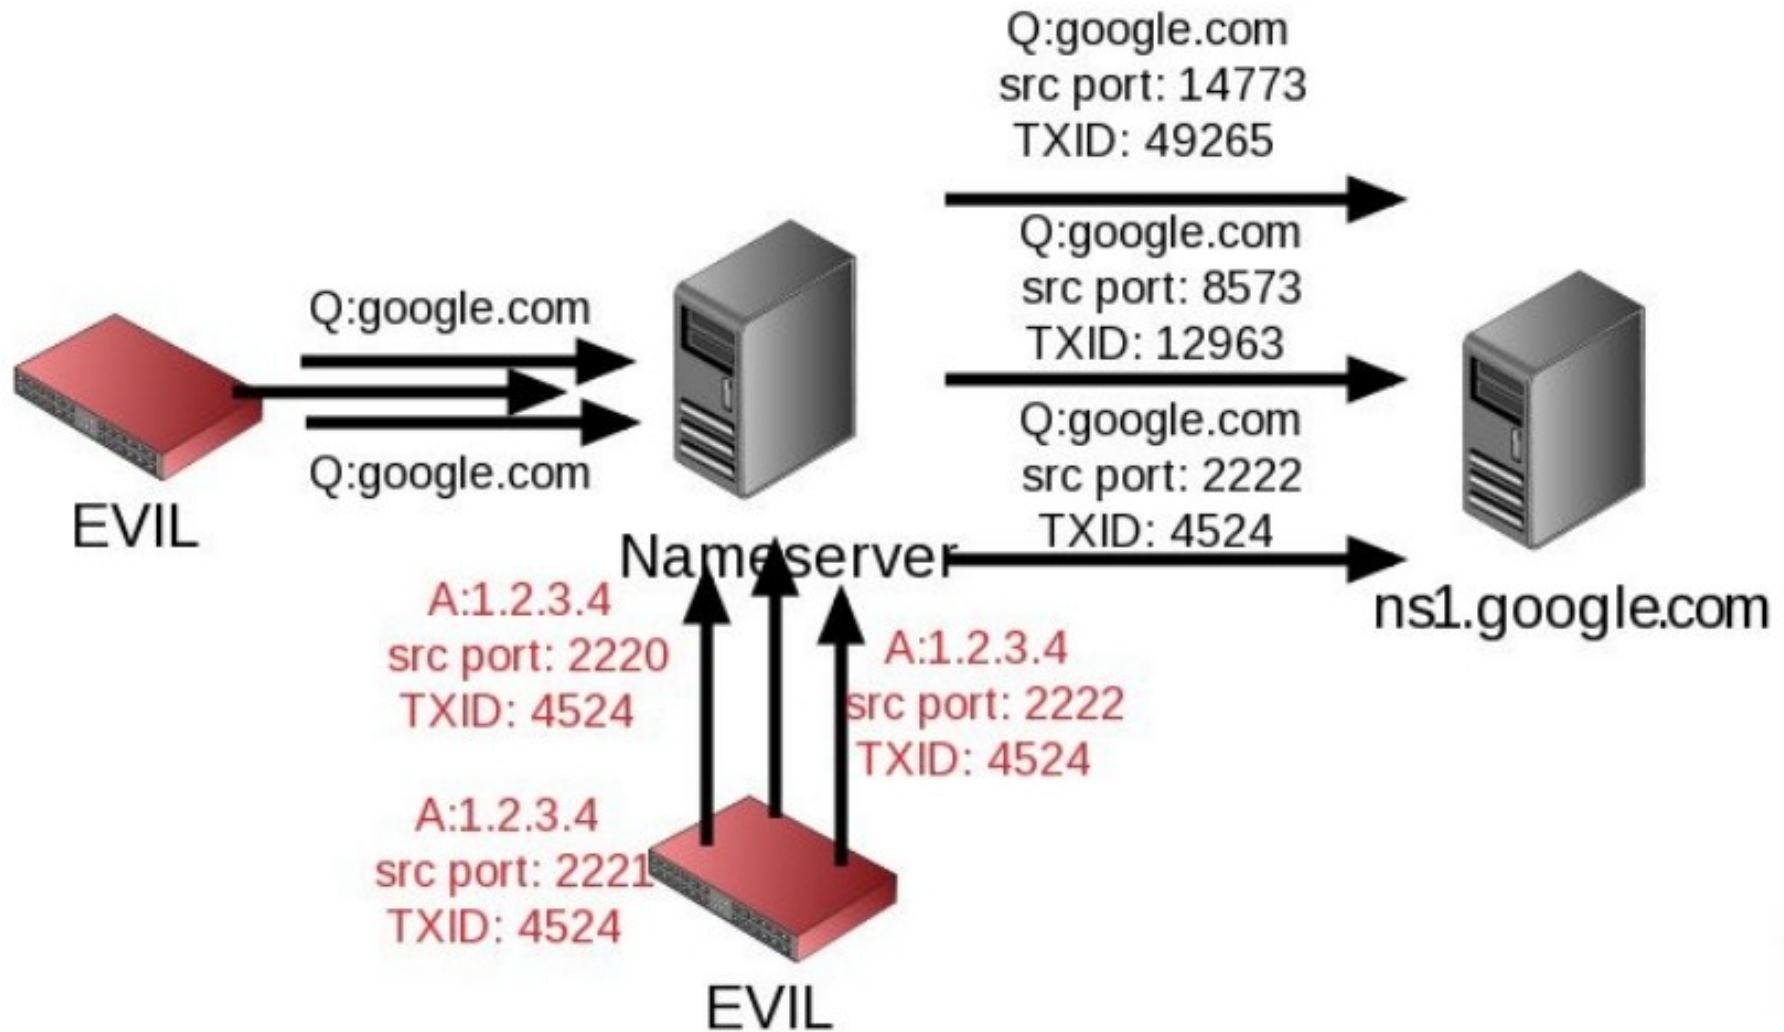 Q:google.com
src port: 14773
TXID: 49265
Q:google.com
src port: 8573
TXID: 12963
Q:google.com
Q:google.com
src port: 2222
TXID: 4524
Q:google.com
EVIL
Nameserver
ns1.google.com
A:1.2.3.4
src port: 2220
TXID: 4524
A:1.2.3.4
src port: 2222
TXID: 4524
A:1.2.3.4
src port: 2221
TXID: 4524
EVIL